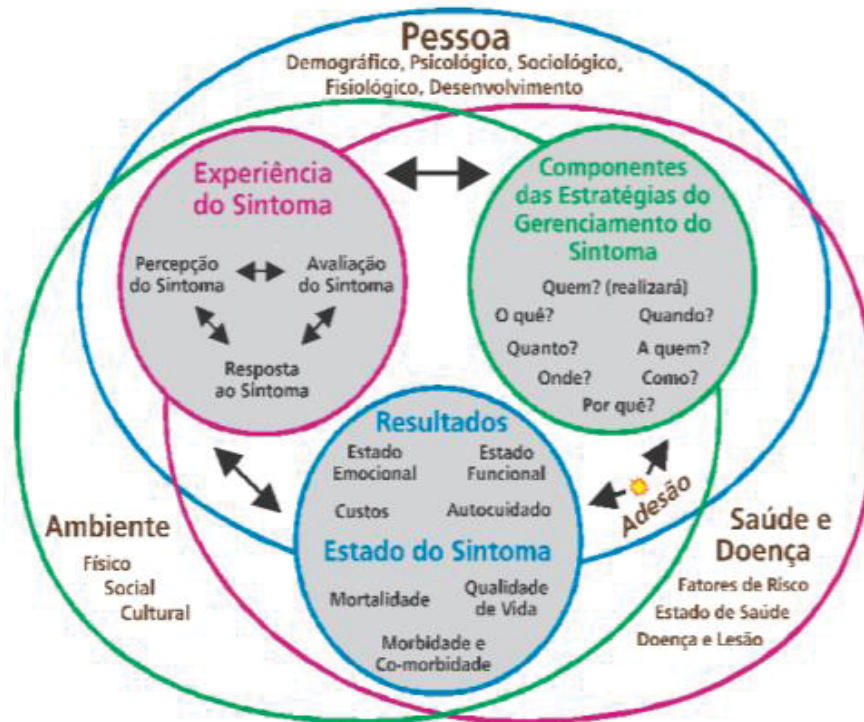 Pessoa
Demográfico, Psicológico, Sociológico,
Fisiológico, Desenvolvimento
Experiência
do Sintoma
Percepção
do Sintoma
Avaliação
do Sintoma
Resposta
ao Sintoma
Componentes
das Estratégias do
Gerenciamento do
Sintoma
Quem? (realizará)
O quê?
Quando?
Quanto?
A quem?
Onde?
Como?
Por quê?
Resultados
Estado
Emocional
Estado
Funcional
Custos
Autocuidado
Estado do Sintoma
Mortalidade
Qualidade
de Vida
Morbidade e
Co-morbidade
Adesão
Ambiente
Físico
Social
Cultural
Saúde e
Doença
Fatores de Risco
Estado de Saúde
Doença e Lesão